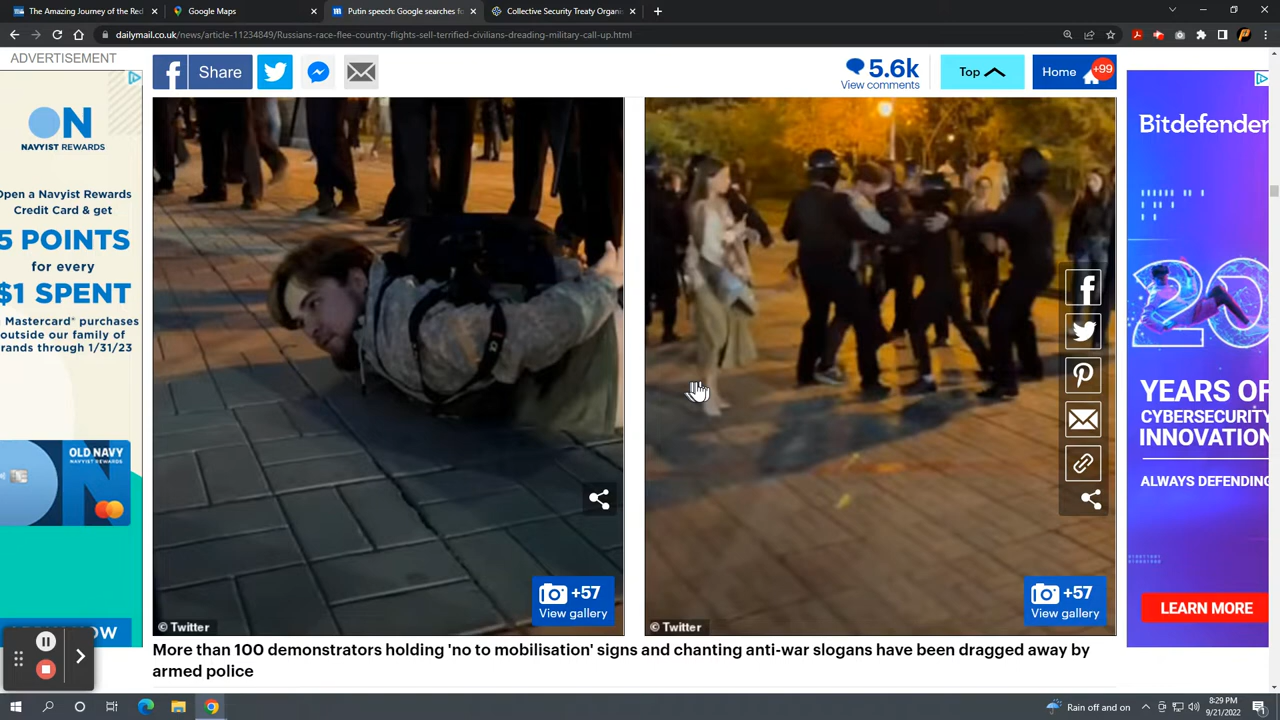 The Amazing Journey of the Red
Google Maps
Putin speech: Google searches fo
Collective Security Treaty Organis
dailymail.co.uk/news/article-11234849/Russians-race-flee-country-flights-sell-terrified-civilians-dreading-military-call-up.html
ADVERTISEMENT
Share
5.6k
View comments
Top
Home
+99
ON
NAVYIST REWARDS
Open a Navyist Rewards
Credit Card & get
5 POINTS
for every
$1 SPENT
Mastercard® purchases
outside our family of
rands through 1/31/23
OLD NAVY
NAVYIST REWARDS
OW
Bitdefender
20
YEARS OF
CYBERSECURITY
INNOVATION
ALWAYS DEFENDING
LEARN MORE
+57
View gallery
+57
View gallery
© Twitter
© Twitter
More than 100 demonstrators holding 'no to mobilisation' signs and chanting anti-war slogans have been dragged away by
armed police
Rain off and on
8:29 PM
9/21/2022